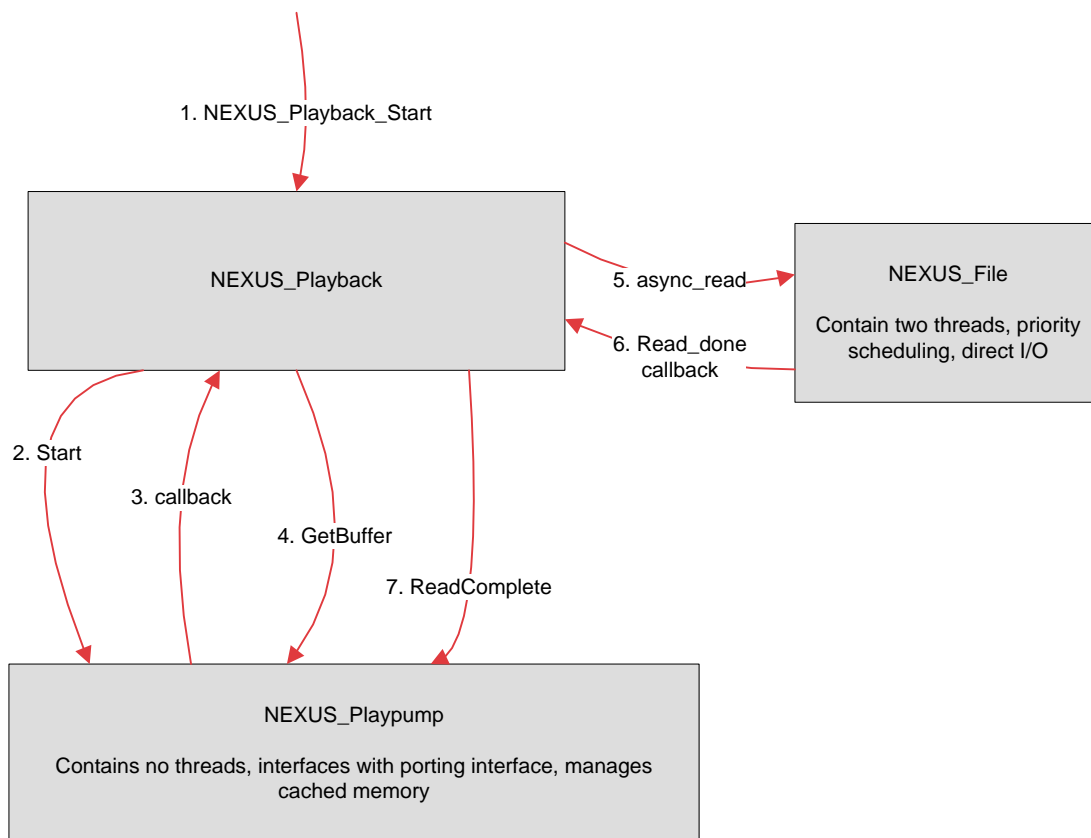 1. NEXUS_Playback_Start
NEXUS_Playback
NEXUS_File
Contain two threads, priority
scheduling, direct I/O
5. async_read
6. Read_done
callback
2. Start
3. callback
4. GetBuffer
7. ReadComplete
NEXUS_Playpump
Contains no threads, interfaces with porting interface, manages
cached memory